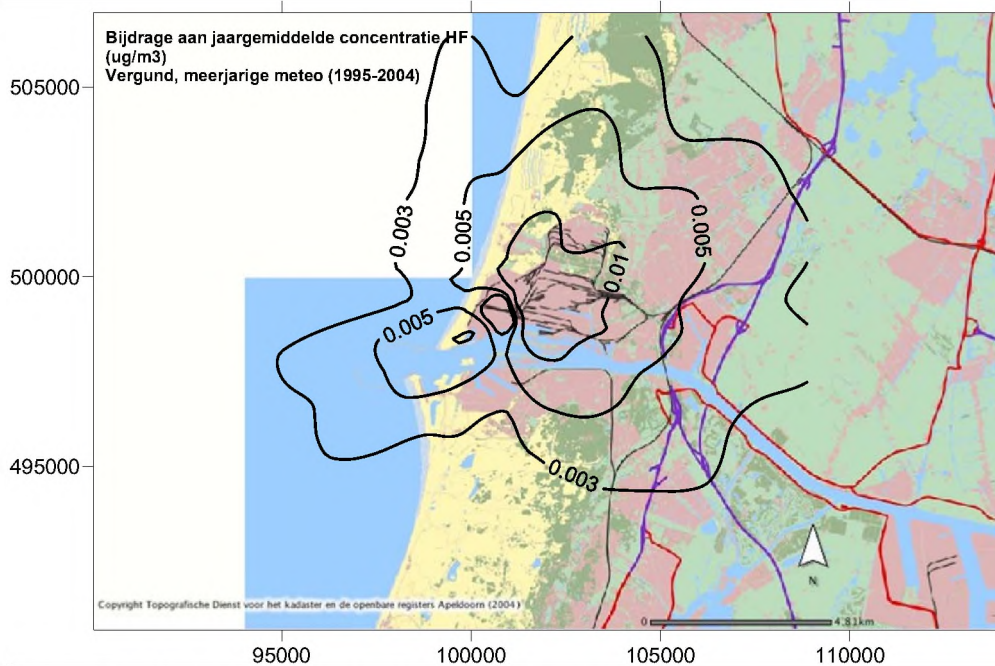 Bijdrage aan jaargemiddelde concentratie HF
(ug/m3)
Vergund, meerjarige meteo (1995-2004)
505000
0.003
0.005
0.005
500000
0.01
0.005
495000
0.003
N
Copyright Topografische Dienst voor het kadaster en de openbare registers Apeldoorn (2004)
0 4.81km
95000 100000 105000 110000